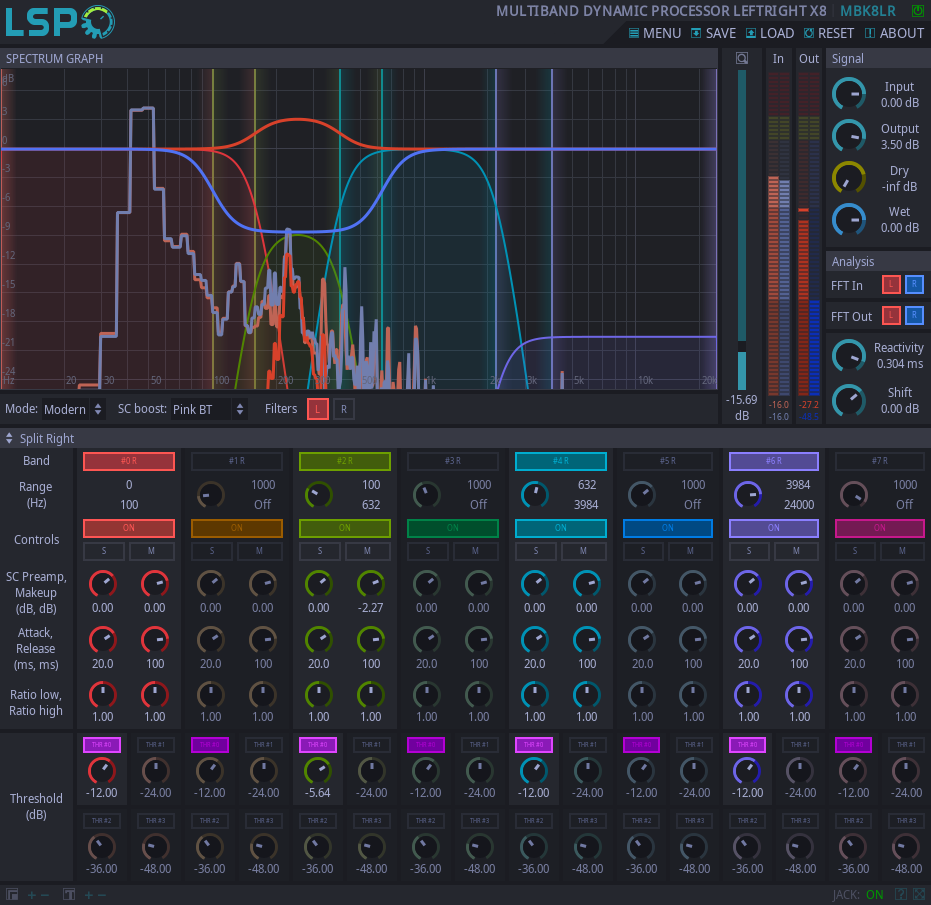 LSP
MULTIBAND DYNAMIC PROCESSOR LEFTRIGHT X8 MBK8LR
MENU SAVE LOAD RESET ABOUT
SPECTRUM GRAPH
In Out
Signal
dB
0
-3
-6
-9
-12
-15
-18
-21
-24
Hz 20 30 50 100 200 500 1k 2k 3k 5k 10k 20k
-15.69
dB
-16.0
-16.0
-27.2
Input
0.00 dB
Output
3.50 dB
Dry
-inf dB
Wet
0.00 dB
Analysis
FFT In L R
FFT Out L R
Reactivity
0.304 ms
Shift
0.00 dB
Mode: Modern SC boost: Pink BT Filters L R
Split Right
Band #0 R #1 R #2 R #3 R #4 R #5 R #6 R #7 R
Range
(Hz)
0 1000 100 1000 632 1000 3984 1000
100 Off 632 Off 3984 Off 24000 Off
Controls
ON ON ON ON ON ON ON ON
S M S M S M S M S M S M S M S M
SC Preamp,
Makeup
(dB, dB)
0.00 0.00 0.00 0.00 0.00 -2.27 0.00 0.00 0.00 0.00 0.00 0.00 0.00 0.00 0.00 0.00
Attack,
Release
(ms, ms)
20.0 100 20.0 100 20.0 100 20.0 100 20.0 100 20.0 100 20.0 100 20.0 100
Ratio low,
Ratio high
1.00 1.00 1.00 1.00 1.00 1.00 1.00 1.00 1.00 1.00 1.00 1.00 1.00 1.00 1.00 1.00
Threshold
(dB)
THR #0 THR #1 THR #0 THR #1 THR #0 THR #1 THR #0 THR #1 THR #0 THR #1 THR #0 THR #1 THR #0 THR #1 THR #0 THR #1
-12.00 -24.00 -12.00 -24.00 -5.64 -24.00 -12.00 -24.00 -12.00 -24.00 -12.00 -24.00 -12.00 -24.00 -12.00 -24.00
THR #2 THR #3 THR #2 THR #3 THR #2 THR #3 THR #2 THR #3 THR #2 THR #3 THR #2 THR #3 THR #2 THR #3 THR #2 THR #3
-36.00 -48.00 -36.00 -48.00 -36.00 -48.00 -36.00 -48.00 -36.00 -48.00 -36.00 -48.00 -36.00 -48.00 -36.00 -48.00
JACK: ON